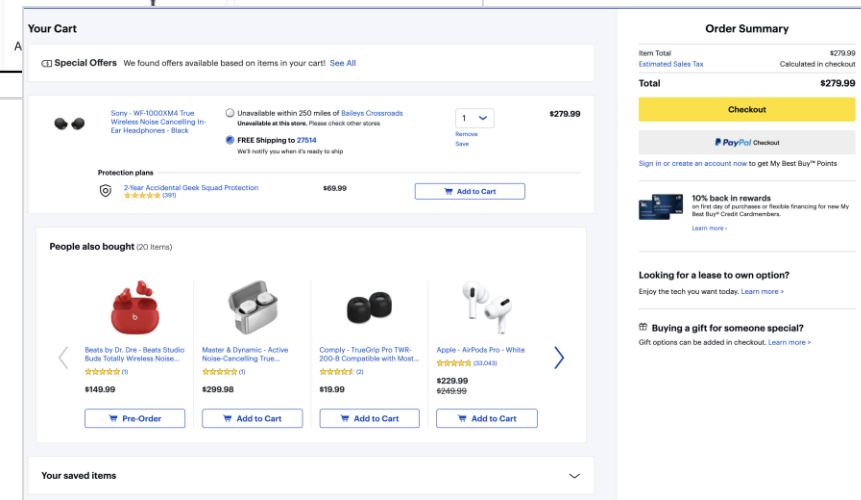 A
Your Cart
Special Offers We found offers available based on items in your cart! See All
Sony - WF-1000XM4 True
Wireless Noise Cancelling In-
Ear Headphones - Black
Unavailable within 250 miles of Baileys Crossroads
Unavailable at this store. Please check other stores
FREE Shipping to 27514
We'll notify you when it's ready to ship
1
Remove
Save
$279.99
Protection plans
2-Year Accidental Geek Squad Protection
(391)
$69.99
Add to Cart
People also bought (20 Items)
Beats by Dr. Dre - Beats Studio
Buds Totally Wireless Noise...
(1)
$149.99
Pre-Order
Master & Dynamic - Active
Noise-Cancelling True...
(1)
$299.98
Add to Cart
Comply - TrueGrip Pro TWR-
200-B Compatible with Most...
(2)
$19.99
Add to Cart
Apple - AirPods Pro - White
(33,043)
$229.99
$249.99
Add to Cart
Your saved items
Order Summary
Item Total $279.99
Estimated Sales Tax Calculated in checkout
Total $279.99
Checkout
PayPal Checkout
Sign in or create an account now to get My Best Buy™ Points
10% back in rewards
on first day of purchases or flexible financing for new My
Best Buy® Credit Cardmembers.
Learn more ›
Looking for a lease to own option?
Enjoy the tech you want today. Learn more >
Buying a gift for someone special?
Gift options can be added in checkout. Learn more >